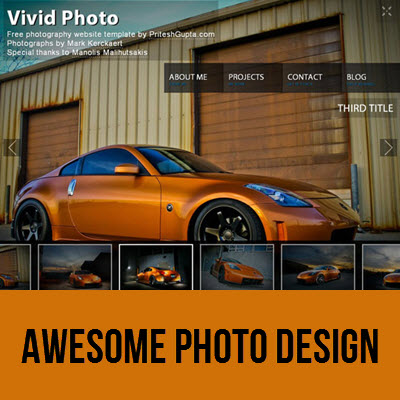 Vivid Photo
Free photography website template by PriteshGupta.com
Photographs by Mark Kerckaert
Special thanks to Manolis Malihutsakis
ABOUT ME PROJECTS CONTACT BLOG
THIRD TITLE
AWESOME PHOTO DESIGN